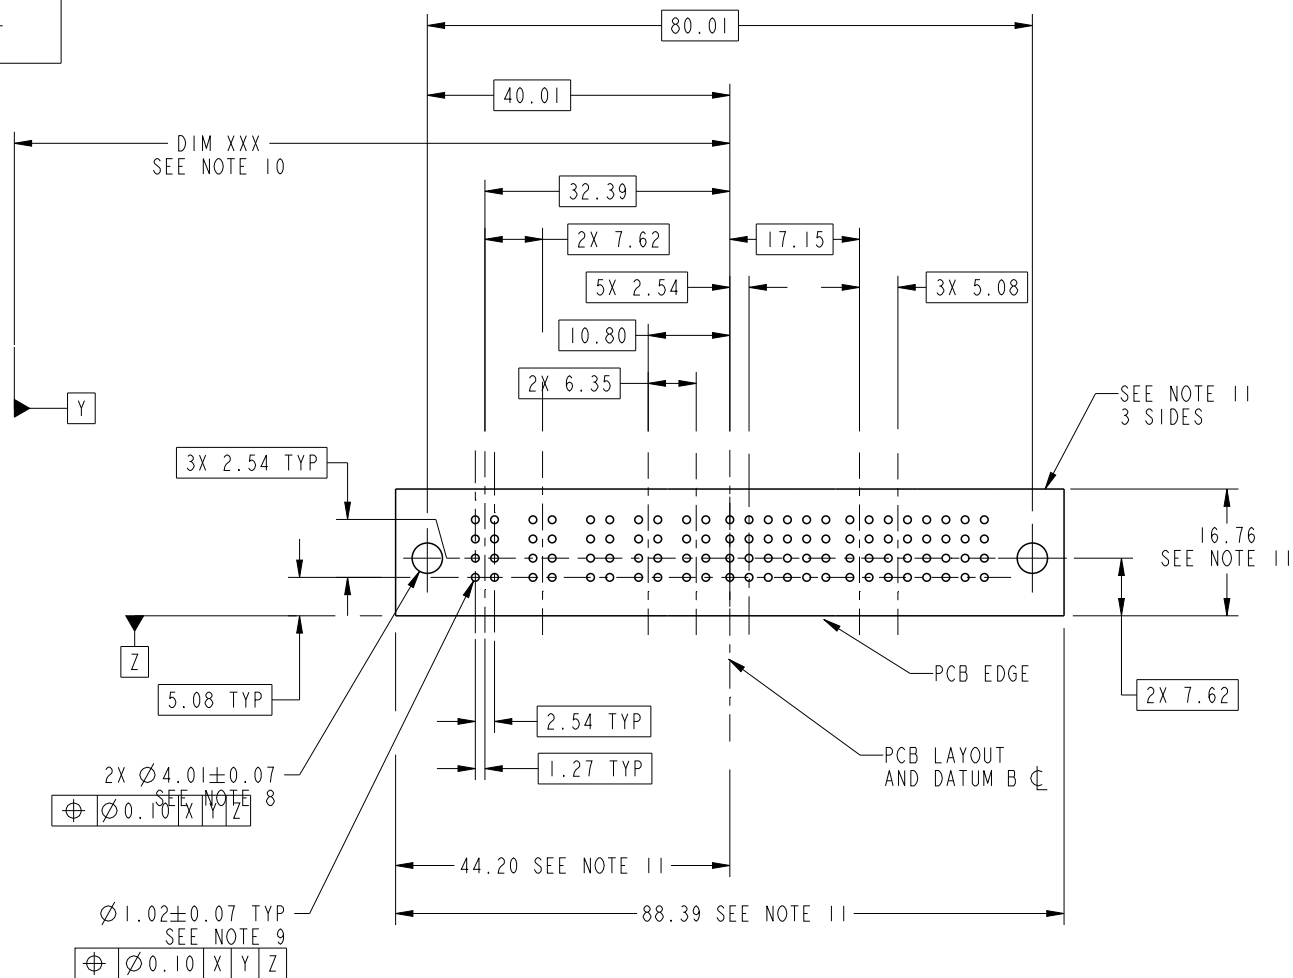 80.01
40.01
DIM XXX
SEE NOTE 10
32.39
2X 7.62
17.15
5X 2.54
3X 5.08
10.80
2X 6.35
Y
SEE NOTE 11
3 SIDES
3X 2.54 TYP
16.76
SEE NOTE 11
Z
PCB EDGE
5.08 TYP
2X 7.62
2.54 TYP
PCB LAYOUT
AND DATUM B ℄
1.27 TYP
2X Ø4.01±0.07
SEE NOTE 8
⌖ Ø0.10 X Y Z
44.20 SEE NOTE 11
88.39 SEE NOTE 11
Ø1.02±0.07 TYP
SEE NOTE 9
⌖ Ø0.10 X Y Z